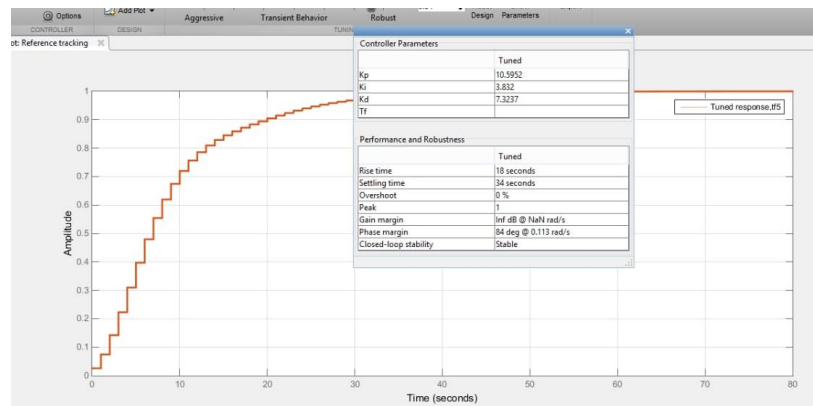 Options
Add Plot
Aggressive
Transient Behavior
Robust
Design
Parameters
CONTROLLER
DESIGN
ot: Reference tracking
Controller Parameters
Tuned
Kp 10.5952
Ki 3.832
Kd 7.3237
Tf
Performance and Robustness
Tuned
Rise time 18 seconds
Settling time 34 seconds
Overshoot 0 %
Peak 1
Gain margin Inf dB @ NaN rad/s
Phase margin 84 deg @ 0.113 rad/s
Closed-loop stability Stable
Tuned response,tf5
Amplitude
1
0.9
0.8
0.7
0.6
0.5
0.4
0.3
0.2
0.1
0
0 10 20 30 40 50 60 70 80
Time (seconds)